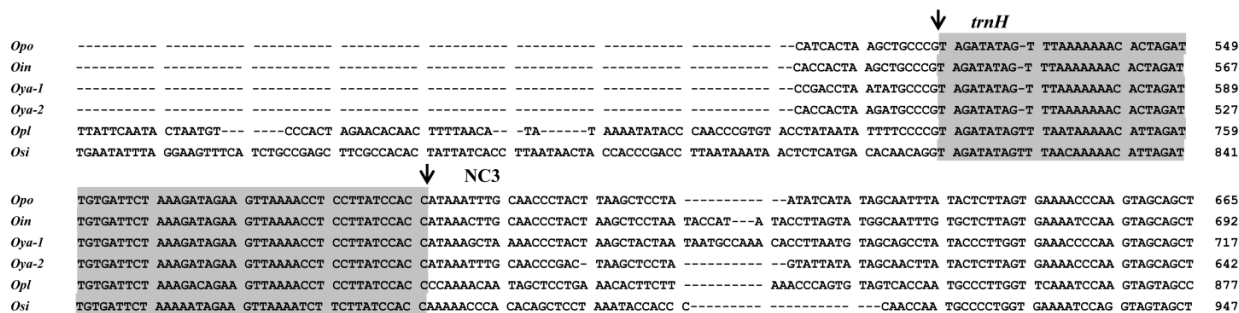 trnH
Opo ---------- ---------- ---------- ---------- ---------- ---------- ---------- ---------- --CATCACTA AGCTGCCCGT AGATATAG-T TTAAAAAAAC ACTAGAT 549
Oin ---------- ---------- ---------- ---------- ---------- ---------- ---------- ---------- --CACCACTA AGCTGCCCGT AGATATAG-T TTAAAAAAAC ACTAGAT 567
Oya-1 ---------- ---------- ---------- ---------- ---------- ---------- ---------- ---------- --CCGACCTA ATATGCCCGT AGATATAG-T TTAAAAAAAC ACTAGAT 589
Oya-2 ---------- ---------- ---------- ---------- ---------- ---------- ---------- ---------- --CACCACTA AGATGCCCGT AGATATAG-T TTAAAAAAAC ACTAGAT 527
Opl TTATTCAATA CTAATGT--- ----CCCACT AGAACACAAC TTTTAACA-- -TA------T AAAATATACC CAACCCGTGT ACCTATAATA TTTTCCCCGT AGATATAGTT TAATAAAAAC ATTAGAT 759
Osi TGAATATTTA GGAAGTTTCA TCTGCCGAGC TTCGCCACAC TATTATCACC TTAATAACTA CCACCCGACC TTAATAAATA ACTCTCATGA CACAACAGGT AGATATAGTT TAACAAAAAC ATTAGAT 841
NC3
Opo TGTGATTCT AAAGATAGAA GTTAAAACCT CCTTATCCAC CATAAATTTG CAACCCTACT TAAGCTCCTA ---------- --ATATCATA TAGCAATTTA TACTCTTAGT GAAAACCCAA GTAGCAGCT 665
Oin TGTGATTCT AAAGATAGAA GTTAAAACCT CCTTATCCAC CATAAACTTG CAACCCTACT AAGCTCCTAA TACCAT---A TACCTTAGTA TGGCAATTTG TGCTCTTAGT GAAAATCCAA GTAGCAGCT 692
Oya-1 TGTGATTCT AAAGATAGAA GTTAAAACCT CCTTATCCAC CATAAAGCTA AAACCCTACT AAGCTACTAA TAATGCCAAA CACCTTAATG TAGCAGCCTA TACCCTTGGT GAAAACCCAA GTAGCAGCT 717
Oya-2 TGTGATTCT AAAGATAGAA GTTAAAACCT CCTTATCCAC CATAAATTTG CAACCCGAC- TAAGCTCCTA ---------- --GTATTATA TAGCAACTTA TACTCTTAGT GAAAACCCAA GTAGCAGCT 642
Opl TGTGATTCT AAAGACAGAA GTTAAAACCT CCTTATCCAC CCCAAAACAA TAGCTCCTGA AACACTTCTT ---------- AAACCCAGTG TAGTCACCAA TGCCCTTGGT TCAAATCCAA GTAGTAGCC 877
Osi TGTGATTCT AAAAATAGAA GTTAAAATCT TCTTATCCAC CAAAAACCCA CACAGCTCCT AAATACCACC C--------- ---------- ---CAACCAA TGCCCCTGGT GAAAATCCAG GTAGTAGCT 947